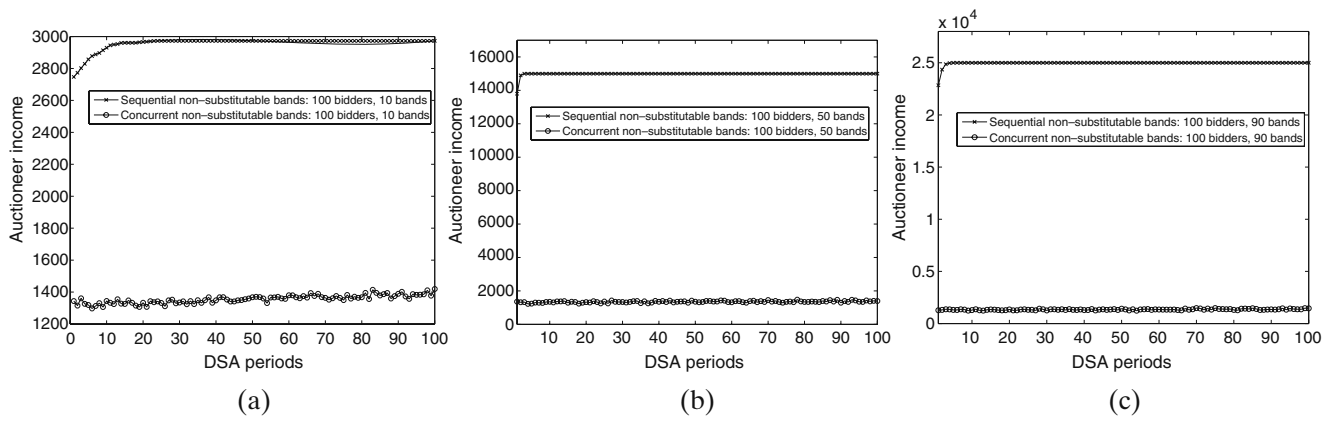 3000
2800
2600
2400
2200
2000
1800
1600
1400
1200
Auctioneer income
Sequential non–substitutable bands: 100 bidders, 10 bands
Concurrent non–substitutable bands: 100 bidders, 10 bands
0 10 20 30 40 50 60 70 80 90 100
DSA periods
(a)
16000
14000
12000
10000
8000
6000
4000
2000
0
Auctioneer income
Sequential non–substitutable bands: 100 bidders, 50 bands
Concurrent non–substitutable bands: 100 bidders, 50 bands
10 20 30 40 50 60 70 80 90 100
DSA periods
(b)
x 10⁴
2.5
2
1.5
1
0.5
0
Auctioneer income
Sequential non–substitutable bands: 100 bidders, 90 bands
Concurrent non–substitutable bands: 100 bidders, 90 bands
10 20 30 40 50 60 70 80 90 100
DSA periods
(c)